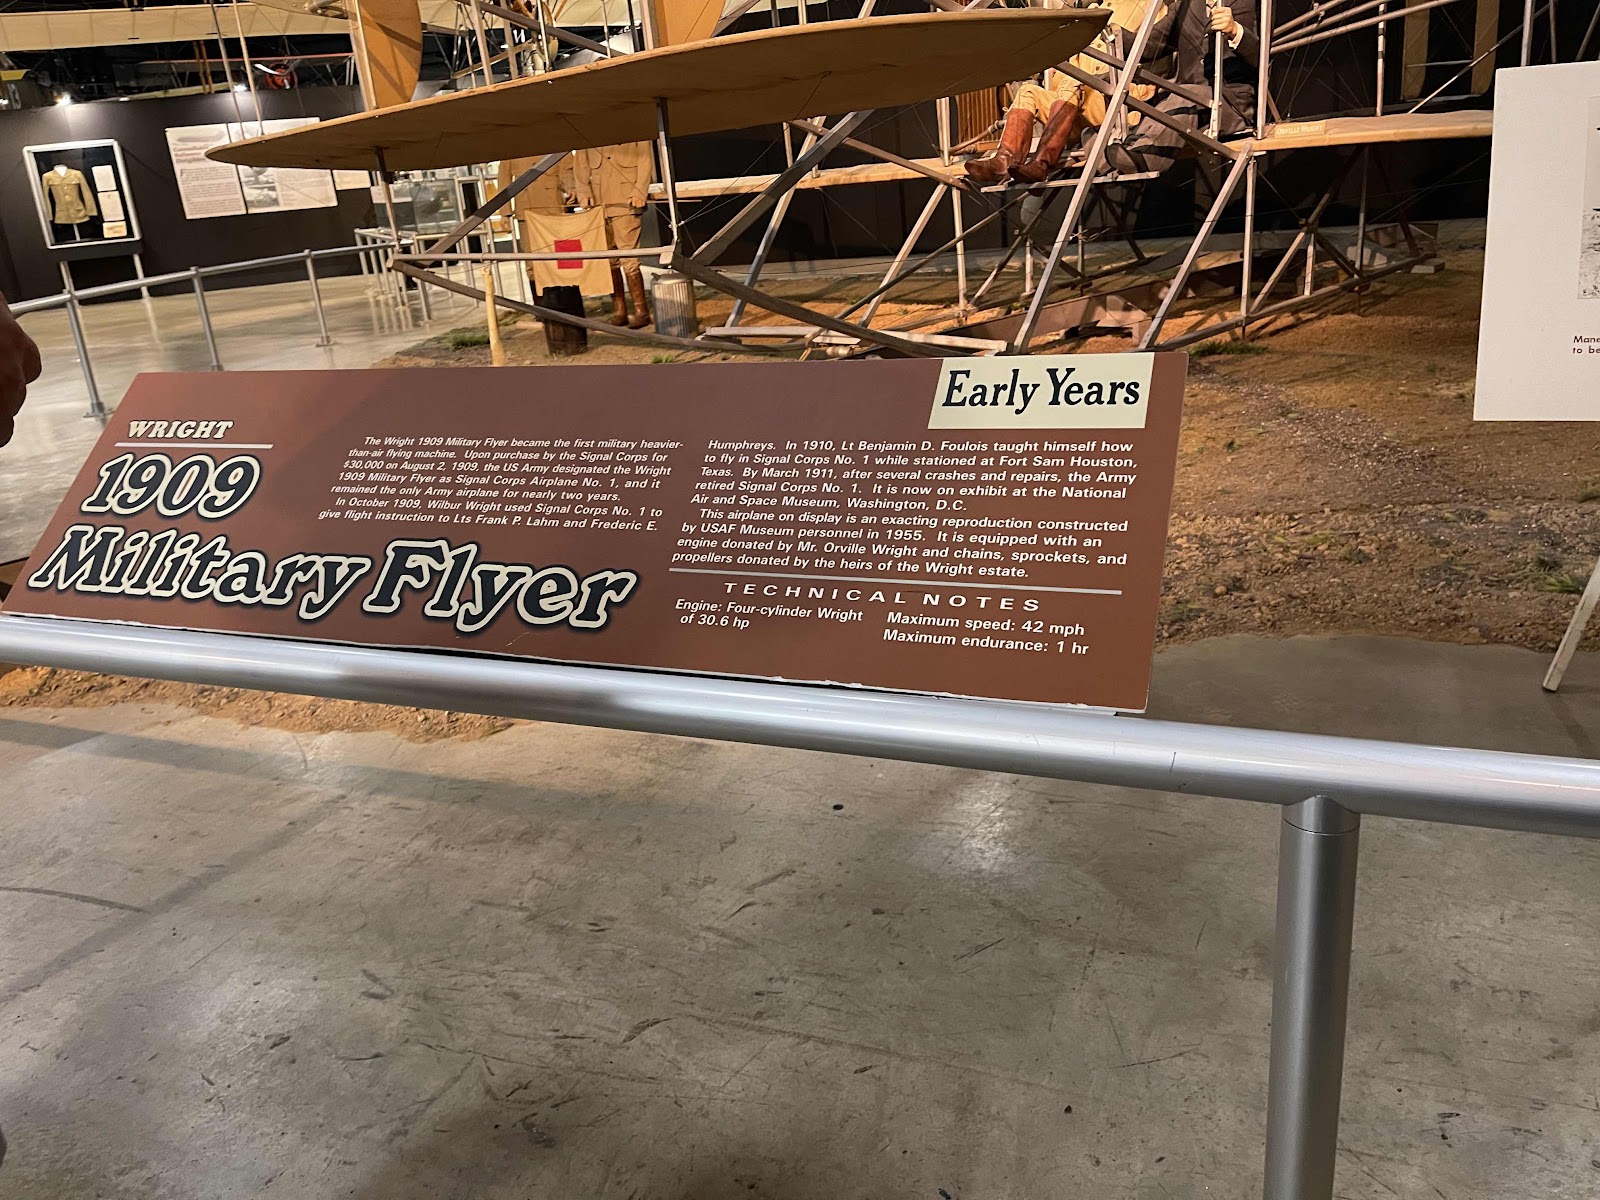 ORVILLE WRIGHT
Early Years
WRIGHT
1909
Military Flyer
The Wright 1909 Military Flyer became the first military heavier-
than-air flying machine. Upon purchase by the Signal Corps for
$30,000 on August 2, 1909, the US Army designated the Wright
1909 Military Flyer as Signal Corps Airplane No. 1, and it
remained the only Army airplane for nearly two years.
In October 1909, Wilbur Wright used Signal Corps No. 1 to
give flight instruction to Lts Frank P. Lahm and Frederic E.
Humphreys. In 1910, Lt Benjamin D. Foulois taught himself how
to fly in Signal Corps No. 1 while stationed at Fort Sam Houston,
Texas. By March 1911, after several crashes and repairs, the Army
retired Signal Corps No. 1. It is now on exhibit at the National
Air and Space Museum, Washington, D.C.
This airplane on display is an exacting reproduction constructed
by USAF Museum personnel in 1955. It is equipped with an
engine donated by Mr. Orville Wright and chains, sprockets, and
propellers donated by the heirs of the Wright estate.
TECHNICAL NOTES
Engine: Four-cylinder Wright
of 30.6 hp
Maximum speed: 42 mph
Maximum endurance: 1 hr
Mane
to be